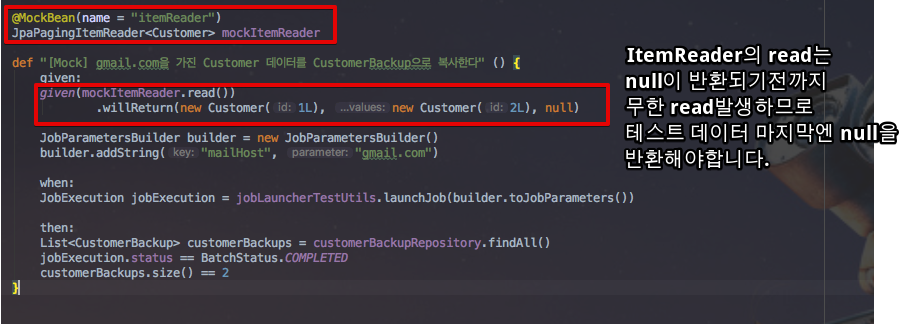 @MockBean(name = "itemReader")
JpaPagingItemReader<Customer> mockItemReader
def "[Mock] gmail.com을 가진 Customer 데이터를 CustomerBackup으로 복사한다" () {
given:
given(mockItemReader.read())
.willReturn(new Customer( id: 1L), ...values: new Customer( id: 2L), null)
JobParametersBuilder builder = new JobParametersBuilder()
builder.addString( key: "mailHost", parameter: "gmail.com")
when:
JobExecution jobExecution = jobLauncherTestUtils.launchJob(builder.toJobParameters())
then:
List<CustomerBackup> customerBackups = customerBackupRepository.findAll()
jobExecution.status == BatchStatus.COMPLETED
customerBackups.size() == 2
}
ItemReader의 read는
null이 반환되기전까지
무한 read발생하므로
테스트 데이터 마지막엔 null을
반환해야합니다.